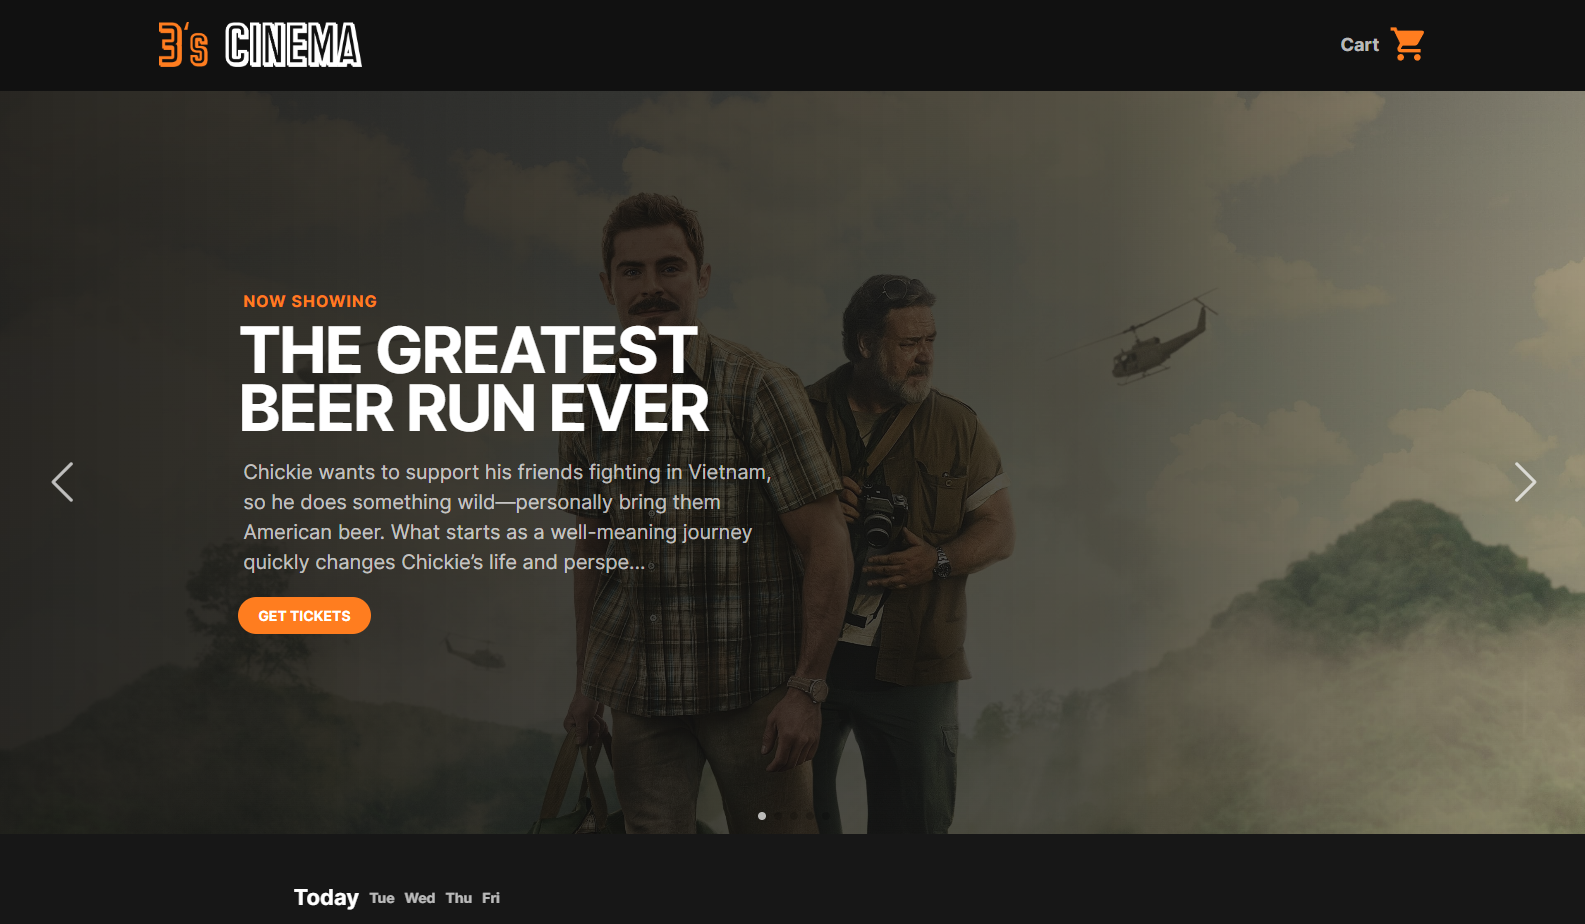 3's CINEMA
Cart
NOW SHOWING
THE GREATEST
BEER RUN EVER
Chickie wants to support his friends fighting in Vietnam,
so he does something wild—personally bring them
American beer. What starts as a well-meaning journey
quickly changes Chickie's life and perspe...
GET TICKETS
Today Tue Wed Thu Fri